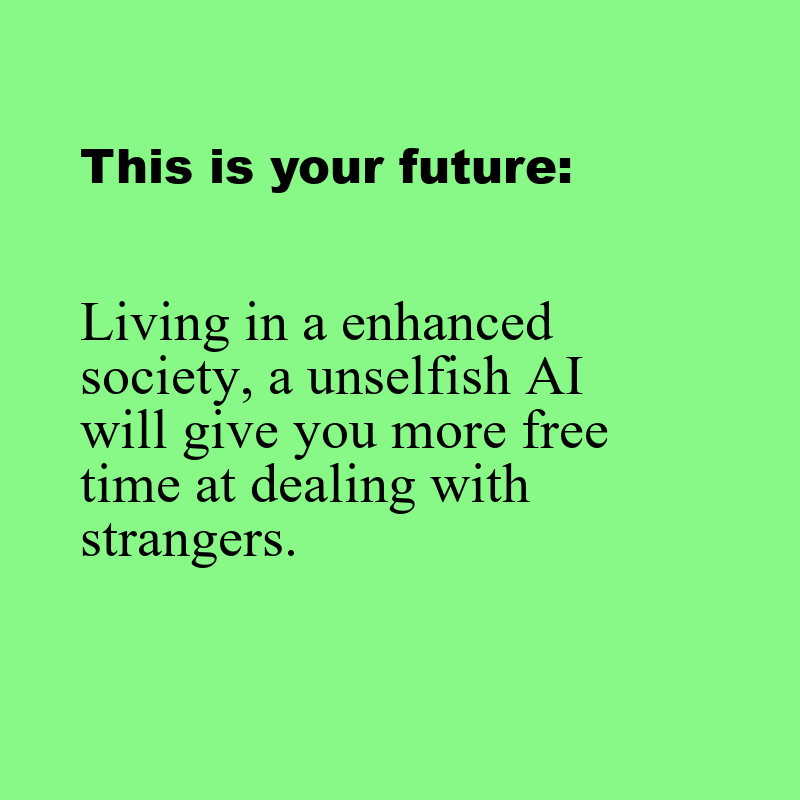 This is your future:
Living in a enhanced
society, a unselfish AI
will give you more free
time at dealing with
strangers.